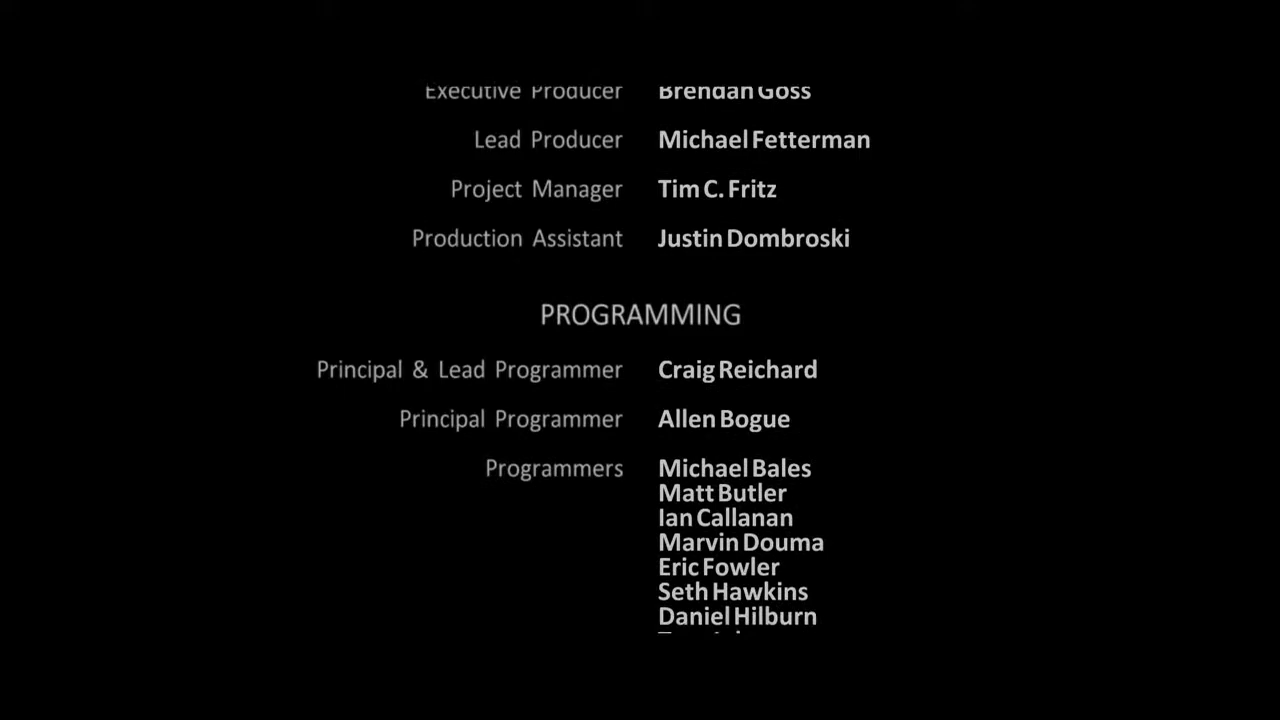 Executive Producer Brendan Goss
Lead Producer Michael Fetterman
Project Manager Tim C. Fritz
Production Assistant Justin Dombroski
PROGRAMMING
Principal & Lead Programmer Craig Reichard
Principal Programmer Allen Bogue
Programmers Michael Bales
Matt Butler
Ian Callanan
Marvin Douma
Eric Fowler
Seth Hawkins
Daniel Hilburn